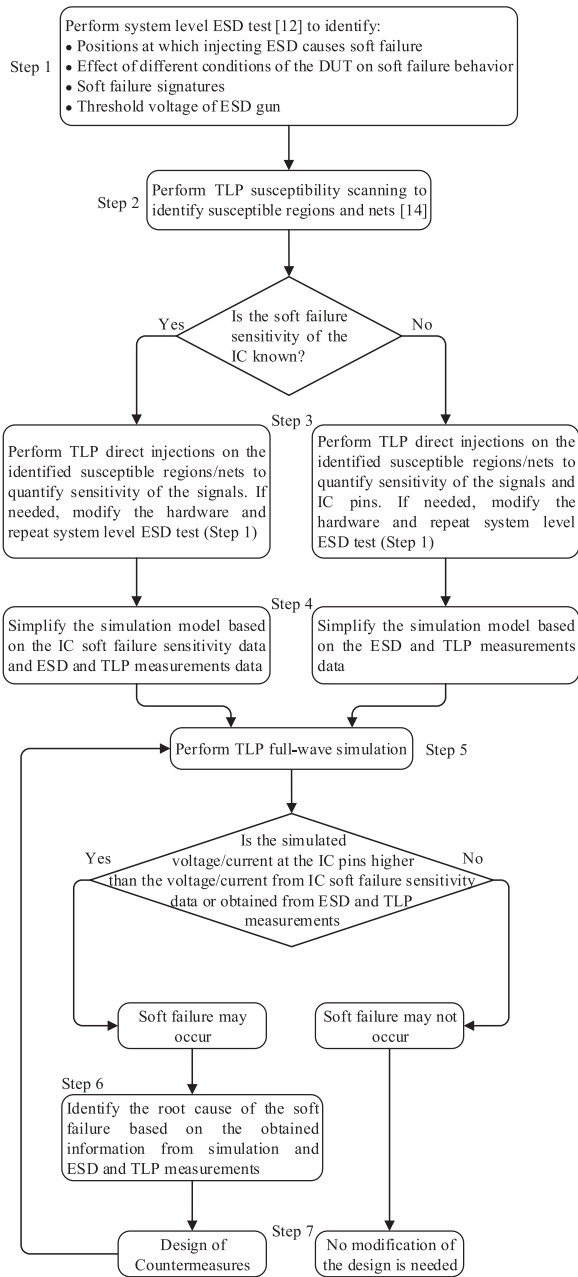 Perform system level ESD test [12] to identify:
• Positions at which injecting ESD causes soft failure
Step 1
• Effect of different conditions of the DUT on soft failure behavior
• Soft failure signatures
• Threshold voltage of ESD gun
Step 2
Perform TLP susceptibility scanning to
identify susceptible regions and nets [14]
Is the soft failure
sensitivity of the
IC known?
Yes
No
Step 3
Perform TLP direct injections on the
identified susceptible regions/nets to
quantify sensitivity of the signals. If
needed, modify the hardware and
repeat system level ESD test (Step 1)
Perform TLP direct injections on the
identified susceptible regions/nets to
quantify sensitivity of the signals and
IC pins. If needed, modify the
hardware and repeat system level
ESD test (Step 1)
Step 4
Simplify the simulation model based
on the IC soft failure sensitivity data
and ESD and TLP measurements data
Simplify the simulation model based
on the ESD and TLP measurements
data
Perform TLP full-wave simulation
Step 5
Is the simulated
voltage/current at the IC pins higher
than the voltage/current from IC soft failure sensitivity
data or obtained from ESD and TLP
measurements
Yes
No
Soft failure may
occur
Soft failure may not
occur
Step 6
Identify the root cause of the soft
failure based on the obtained
information from simulation and
ESD and TLP measurements
Step 7
Design of
Countermeasures
No modification of
the design is needed